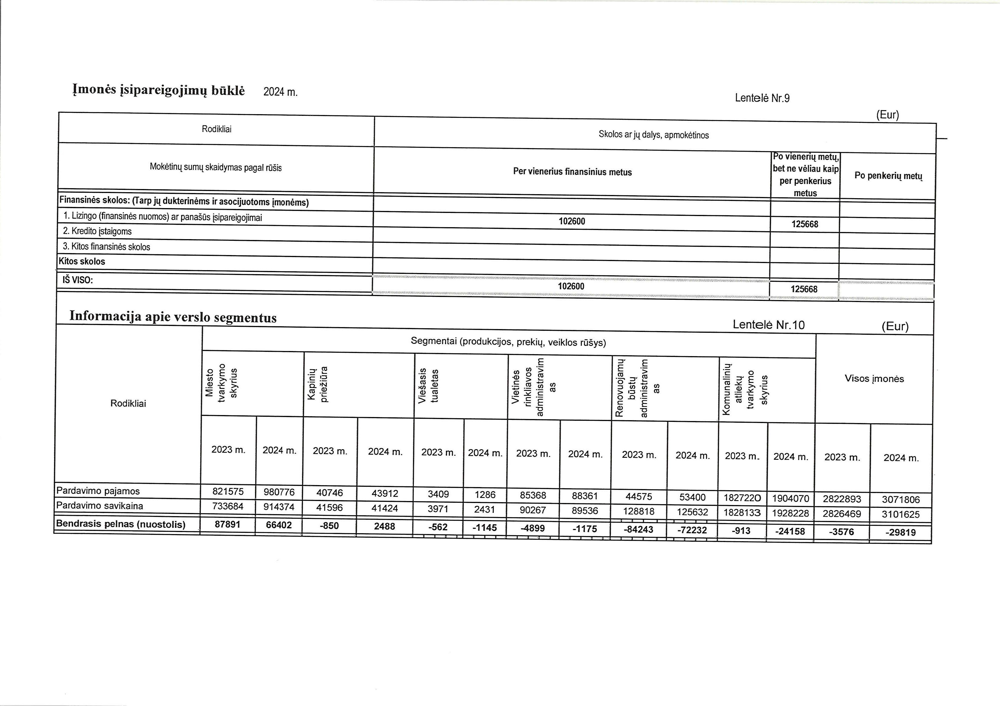 Įmonės įsipareigojimų būklė 2024 m.
Lentelė Nr.9
(Eur)
Rodikliai Skolos ar jų dalys, apmokėtinos
Mokėtinų sumų skaidymas pagal rūšis Per vienerius finansinius metus Po vienerių metų, bet ne vėliau kaip per penkerius metus Po penkerių metų
Finansinės skolos: (Tarp jų dukterinėms ir asocijuotoms įmonėms)
1. Lizingo (finansinės nuomos) ar panašūs įsipareigojimai 102600 125668
2. Kredito įstaigoms
3. Kitos finansinės skolos
Kitos skolos
IŠ VISO: 102600 125668
Informacija apie verslo segmentus Lentelė Nr.10 (Eur)
Rodikliai
Segmentai (produkcijos, prekių, veiklos rūšys)
Miesto tvarkymo skyrius
Kapinių priežiūra
Viešasis tualetas
Vietinės rinkliavos administravim as
Renovuojamų būstų administravim as
Komunalinių atliekų tvarkymo skyrius
Visos įmonės
2023 m. 2024 m. 2023 m. 2024 m. 2023 m. 2024 m. 2023 m. 2024 m. 2023 m. 2024 m. 2023 m. 2024 m. 2023 m. 2024 m.
Pardavimo pajamos 821575 980776 40746 43912 3409 1286 85368 88361 44575 53400 1827220 1904070 2822893 3071806
Pardavimo savikaina 733684 914374 41596 41424 3971 2431 90267 89536 128818 125632 1828133 1928228 2826469 3101625
Bendrasis pelnas (nuostolis) 87891 66402 -850 2488 -562 -1145 -4899 -1175 -84243 -72232 -913 -24158 -3576 -29819